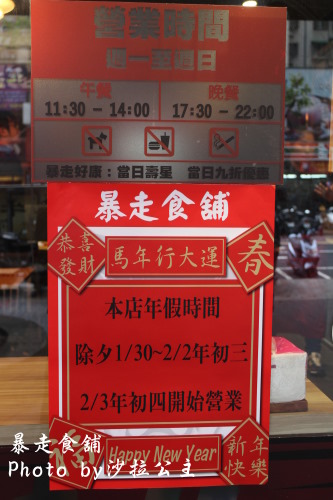 營業時間
週一至週日
午餐 晚餐
11:30 - 14:00 17:30 - 22:00
暴走好康：當日壽星 當日九折優惠
暴走食舖
恭喜發財
馬年行大運
春
本店年假時間
除夕1/30~2/2年初三
2/3年初四開始營業
福
Happy New Year
新年快樂
暴走食舖
Photo by沙拉公主